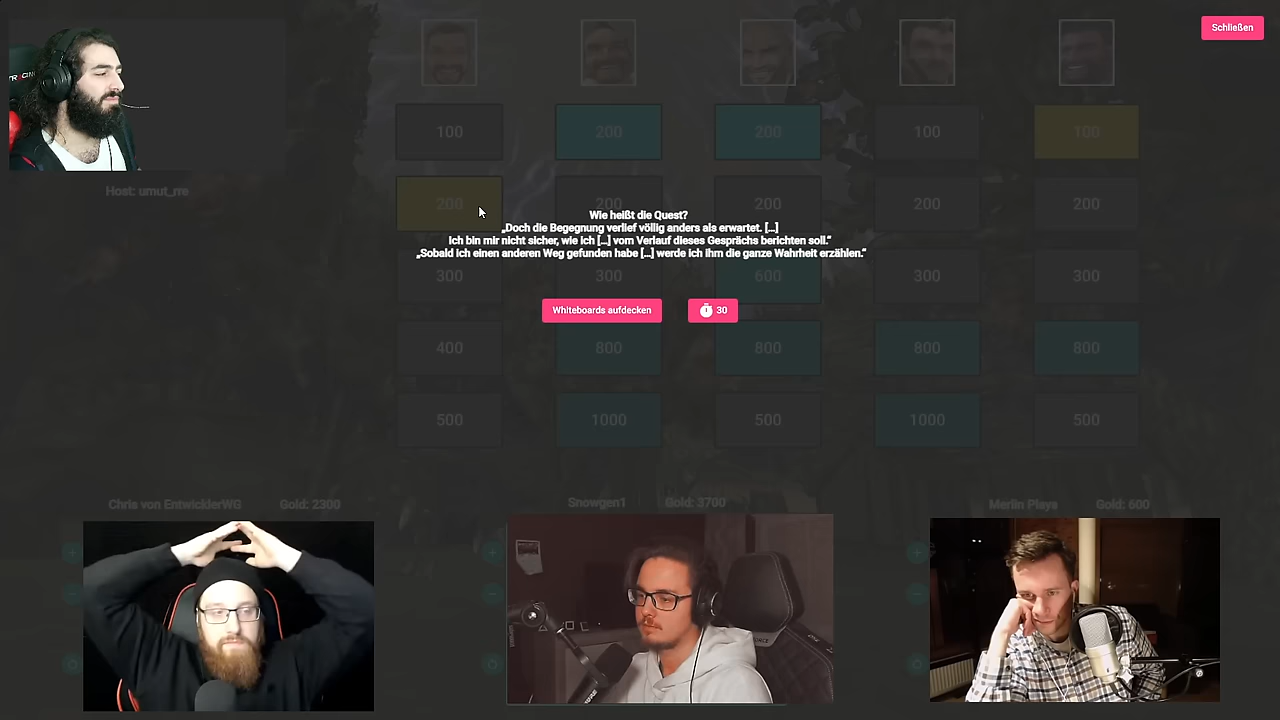 Schließen
100 200 200 100 100
Host: umut_rre
200 200 200 200 200
Wie heißt die Quest?
„Doch die Begegnung verlief völlig anders als erwartet. [...]
Ich bin mir nicht sicher, wie ich [...] vom Verlauf dieses Gesprächs berichten soll.“
„Sobald ich einen anderen Weg gefunden habe [...] werde ich ihm die ganze Wahrheit erzählen.“
300 300 600 300 300
Whiteboards aufdecken 30
400 800 800 800 800
500 1000 500 1000 500
Chris von EntwicklerWG Gold: 2300 Snowgen1 Gold: 3700 Merlin Plays Gold: 600